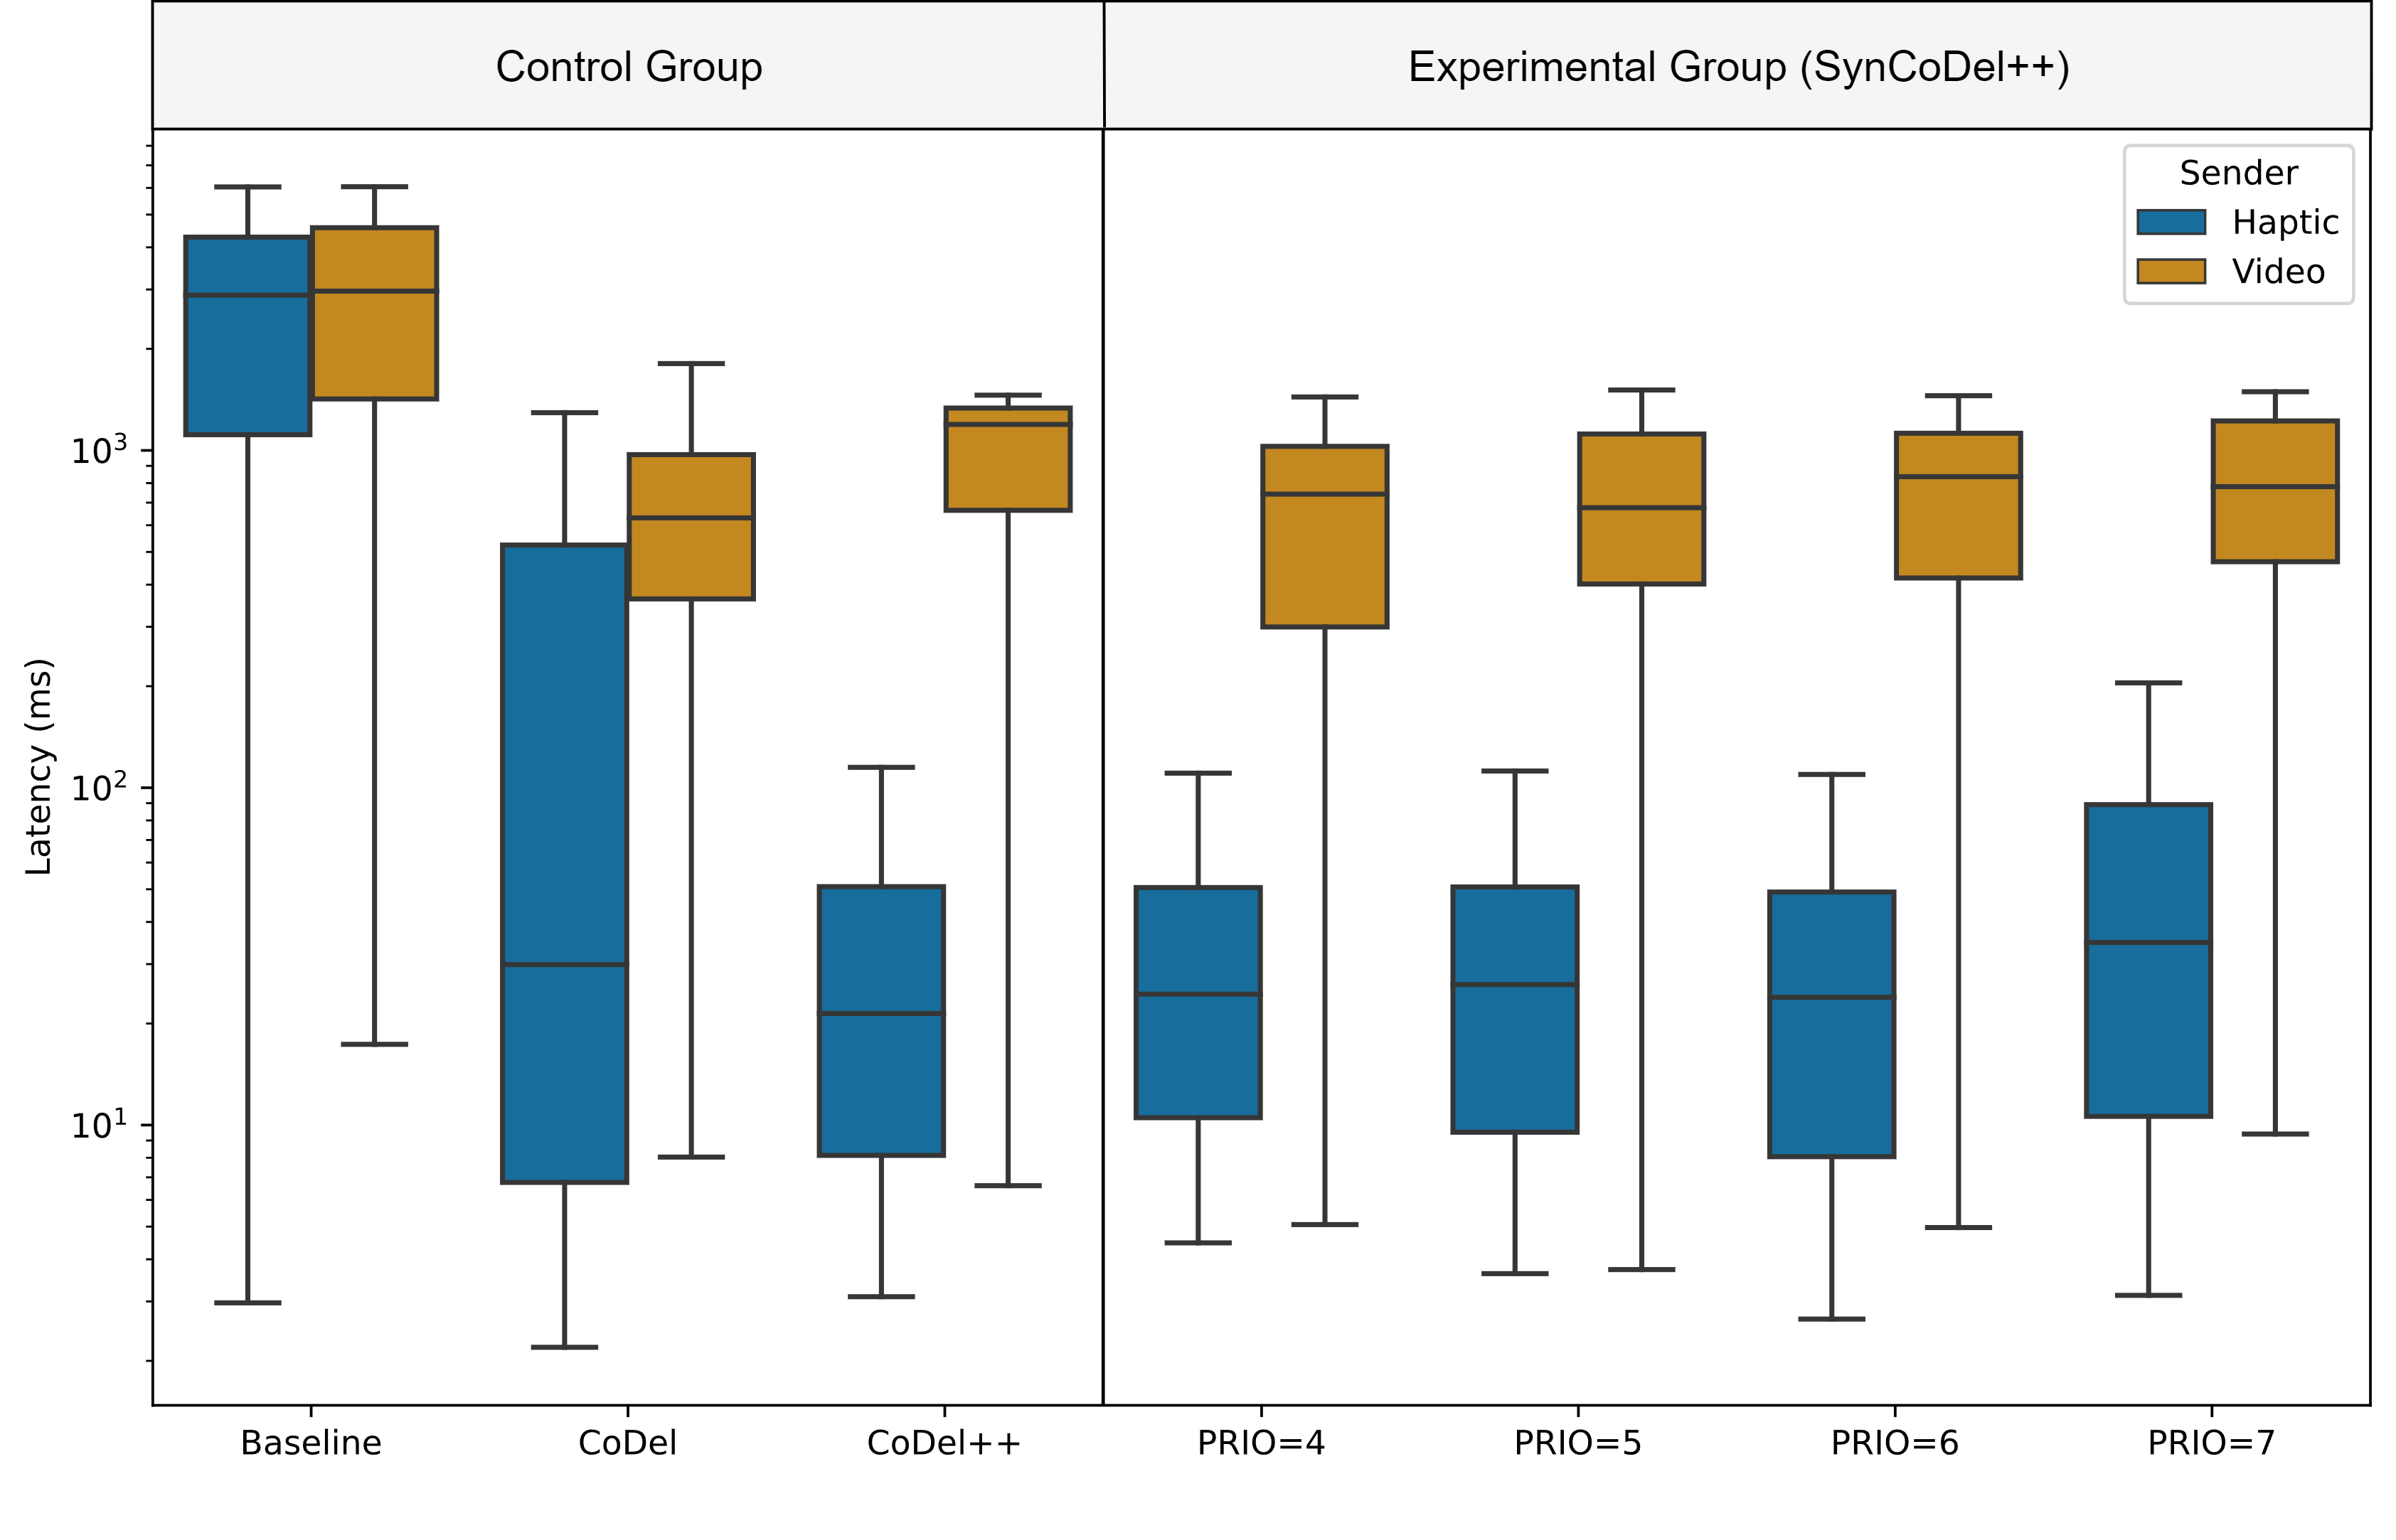 Control Group
Experimental Group (SynCoDel++)
Sender
Haptic
Video
Latency (ms)
10³
10²
10¹
Baseline
CoDel
CoDel++
PRIO=4
PRIO=5
PRIO=6
PRIO=7